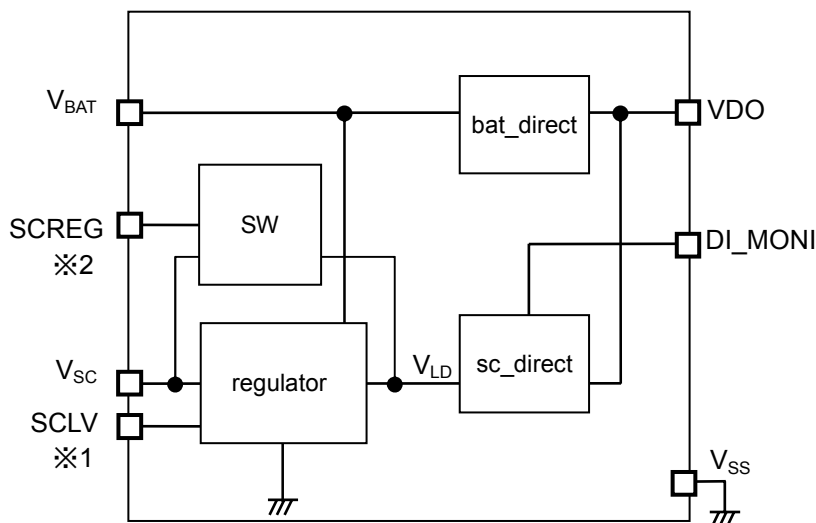 VBAT
bat_direct
VDO
SW
SCREG
※2
DI_MONI
VSC
regulator
VLD
sc_direct
SCLV
※1
VSS